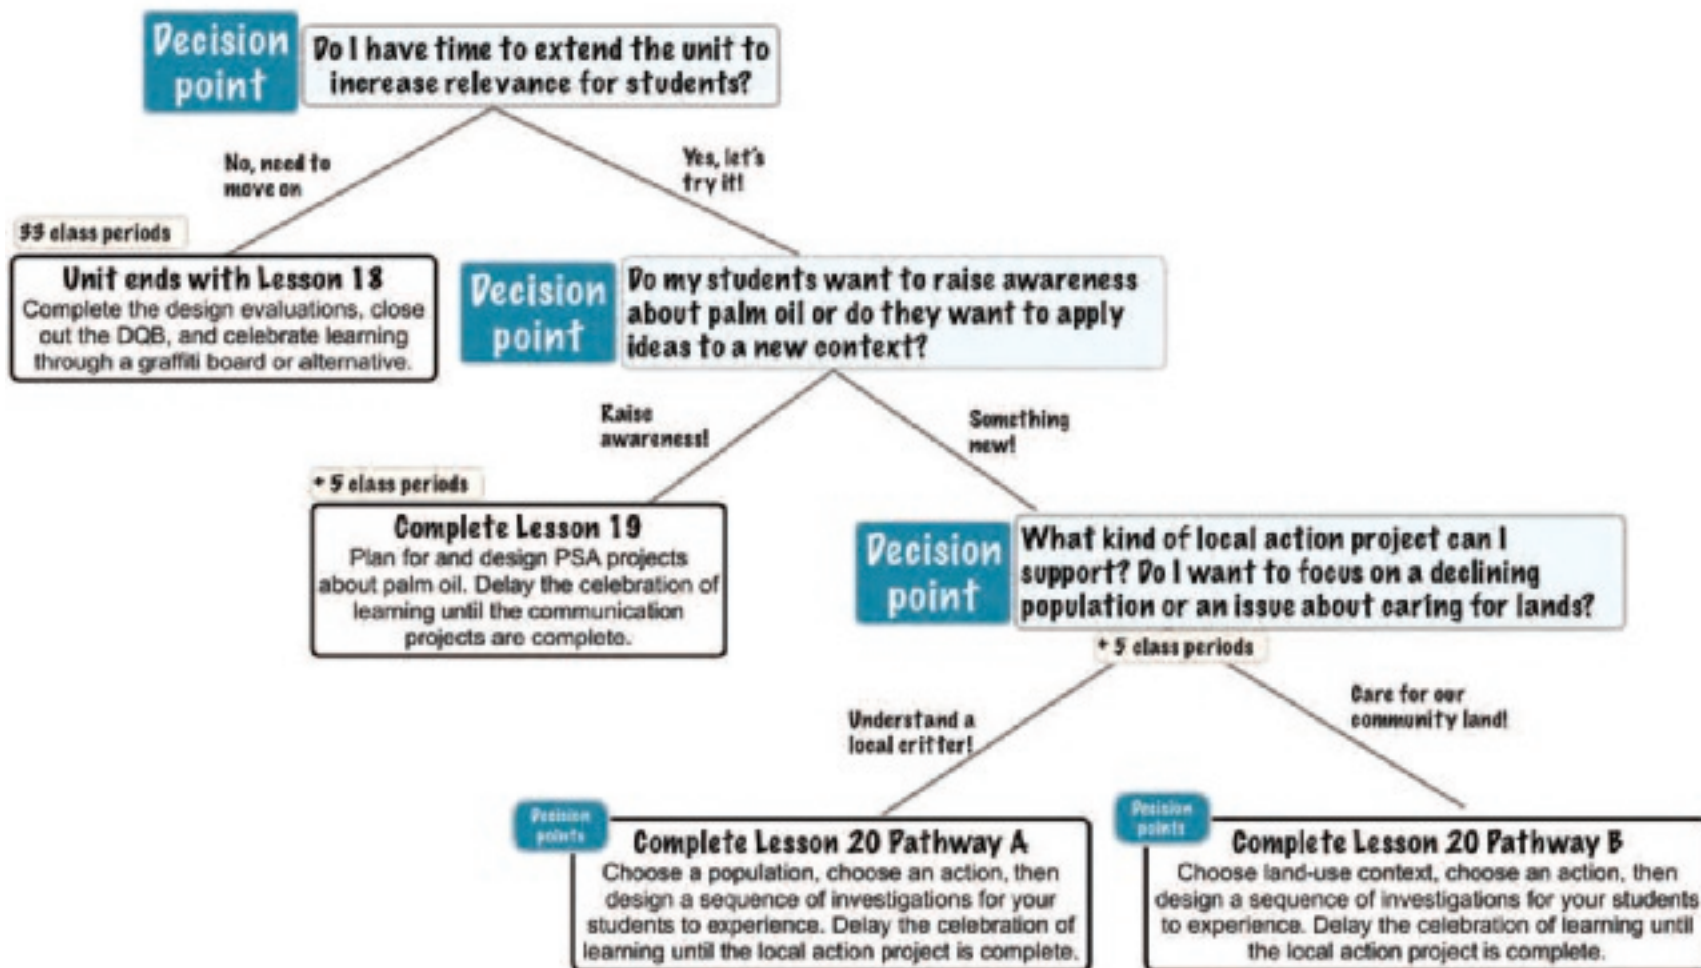 Decision
point
Do I have time to extend the unit to
increase relevance for students?
No, need to
move on
Yes, let's
try it!
33 class periods
Unit ends with Lesson 18
Complete the design evaluations, close
out the DQB, and celebrate learning
through a graffiti board or alternative.
Decision
point
Do my students want to raise awareness
about palm oil or do they want to apply
ideas to a new context?
Raise
awareness!
Something
new!
+ 5 class periods
Complete Lesson 19
Plan for and design PSA projects
about palm oil. Delay the celebration of
learning until the communication
projects are complete.
Decision
point
What kind of local action project can I
support? Do I want to focus on a declining
population or an issue about caring for lands?
+ 5 class periods
Understand a
local critter!
Care for our
community land!
Decision
points
Complete Lesson 20 Pathway A
Choose a population, choose an action, then
design a sequence of investigations for your
students to experience. Delay the celebration of
learning until the local action project is complete.
Decision
points
Complete Lesson 20 Pathway B
Choose land-use context, choose an action, then
design a sequence of investigations for your students
to experience. Delay the celebration of learning until
the local action project is complete.